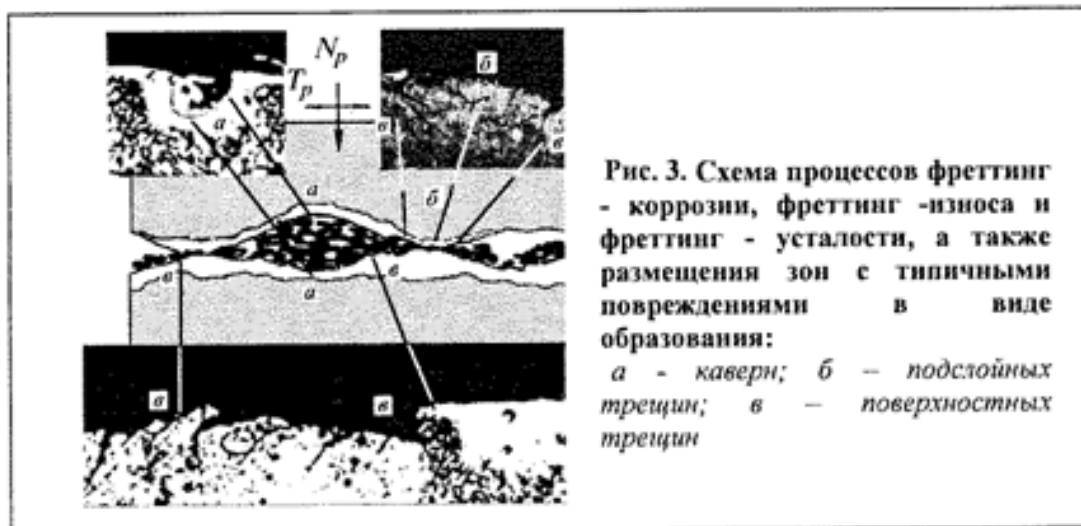 N_p
T_p
б
а
в
в
а
б
в
в
а
в
в
Рис. 3. Схема процессов фреттинг
- коррозии, фреттинг -износа и
фреттинг - усталости, а также
размещения зон с типичными
повреждениями в виде
образования:
а - каверн; б – подслойных
трещин; в – поверхностных
трещин